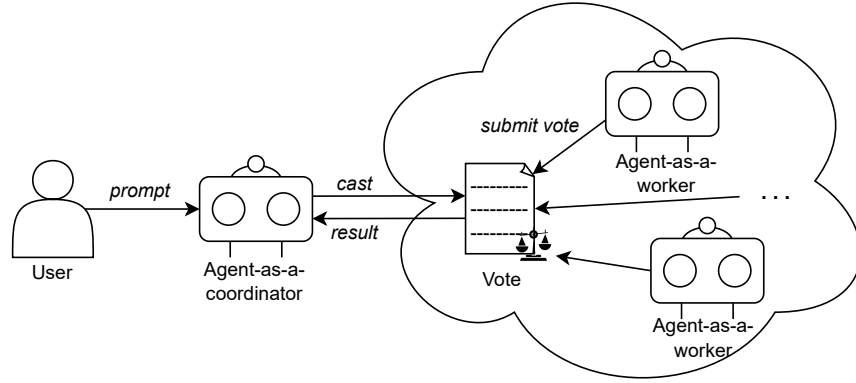 submit vote
Agent-as-a-
worker
prompt
cast
result
. . .
User
Agent-as-a-
coordinator
Vote
Agent-as-a-
worker